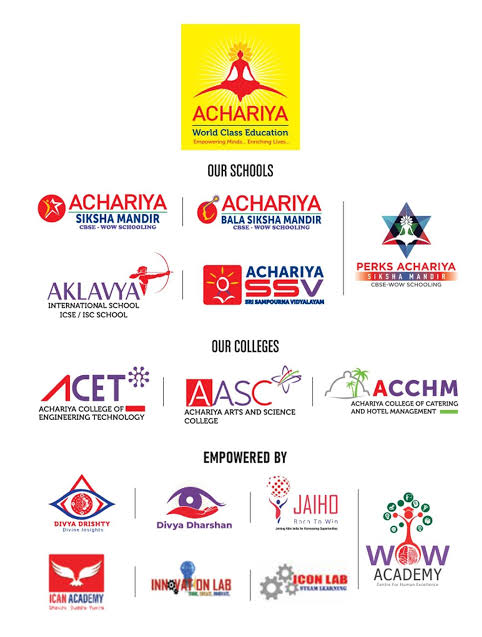 ACHARIYA
World Class Education
Empowering Minds... Enriching Lives...
OUR SCHOOLS
ACHARIYA
SIKSHA MANDIR
CBSE - WOW SCHOOLING
ACHARIYA
BALA SIKSHA MANDIR
CBSE - WOW SCHOOLING
PERKS ACHARIYA
SIKSHA MANDIR
CBSE-WOW SCHOOLING
AKLAVYA
INTERNATIONAL SCHOOL
ICSE / ISC SCHOOL
ACHARIYA
SSV
SRI SAMPOURNA VIDYALAYAM
OUR COLLEGES
ACET
ACHARIYA COLLEGE OF
ENGINEERING TECHNOLOGY
AASC
ACHARIYA ARTS AND SCIENCE
COLLEGE
ACCHM
ACHARIYA COLLEGE OF CATERING
AND HOTEL MANAGEMENT
EMPOWERED BY
DIVYA DRISHTY
Divine Insights
Divya Dharshan
JAIHO
Born To Win
WOW
ACADEMY
Centre For Human Excellence
ICAN ACADEMY
INNOVATION LAB
THINK, CREATE, INNOVATE.
ICON LAB
STEAM LEARNING